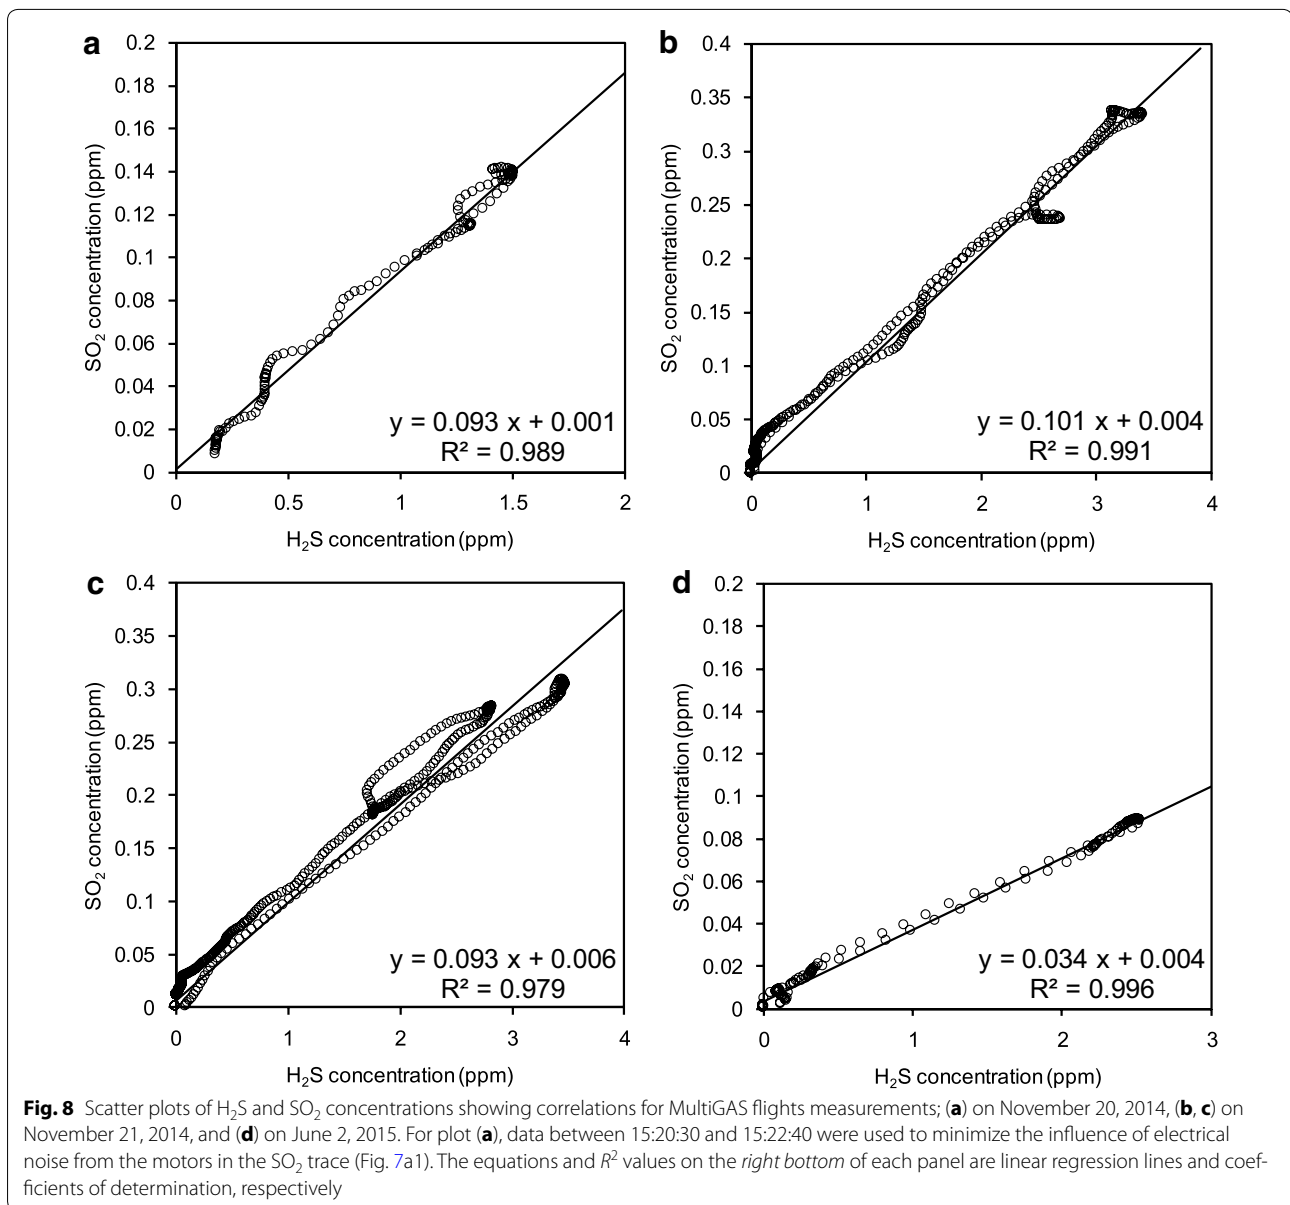 a
0.2
0.18
0.16
0.14
0.12
0.1
0.08
0.06
0.04
0.02
0
SO₂ concentration (ppm)
y = 0.093 x + 0.001
R² = 0.989
0 0.5 1 1.5 2
H₂S concentration (ppm)
b
0.4
0.35
0.3
0.25
0.2
0.15
0.1
0.05
0
SO₂ concentration (ppm)
y = 0.101 x + 0.004
R² = 0.991
0 1 2 3 4
H₂S concentration (ppm)
c
0.4
0.35
0.3
0.25
0.2
0.15
0.1
0.05
0
SO₂ concentration (ppm)
y = 0.093 x + 0.006
R² = 0.979
0 1 2 3 4
H₂S concentration (ppm)
d
0.2
0.18
0.16
0.14
0.12
0.1
0.08
0.06
0.04
0.02
0
SO₂ concentration (ppm)
y = 0.034 x + 0.004
R² = 0.996
0 1 2 3
H₂S concentration (ppm)
Fig. 8 Scatter plots of H₂S and SO₂ concentrations showing correlations for MultiGAS flights measurements; (a) on November 20, 2014, (b, c) on
November 21, 2014, and (d) on June 2, 2015. For plot (a), data between 15:20:30 and 15:22:40 were used to minimize the influence of electrical
noise from the motors in the SO₂ trace (Fig. 7a1). The equations and R² values on the right bottom of each panel are linear regression lines and coef-
ficients of determination, respectively